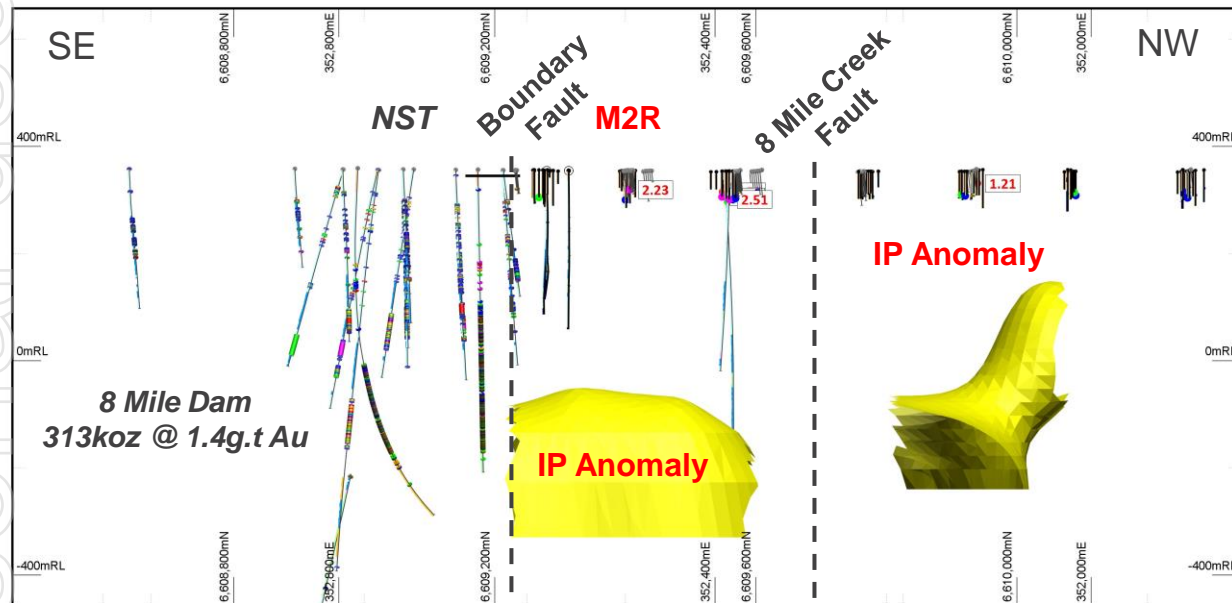 SE
NW
6,608,800mN
352,800mE
6,609,200mN
352,400mE
6,609,600mN
6,610,000mN
352,000mE
Boundary
Fault
8 Mile Creek
Fault
NST
M2R
400mRL
400mRL
2.23
2.51
1.21
IP Anomaly
0mRL
0mRL
8 Mile Dam
313koz @ 1.4g.t Au
IP Anomaly
-400mRL
-400mRL
6,608,800mN
352,800mE
6,609,200mN
352,400mE
6,609,600mN
6,610,000mN
352,000mE